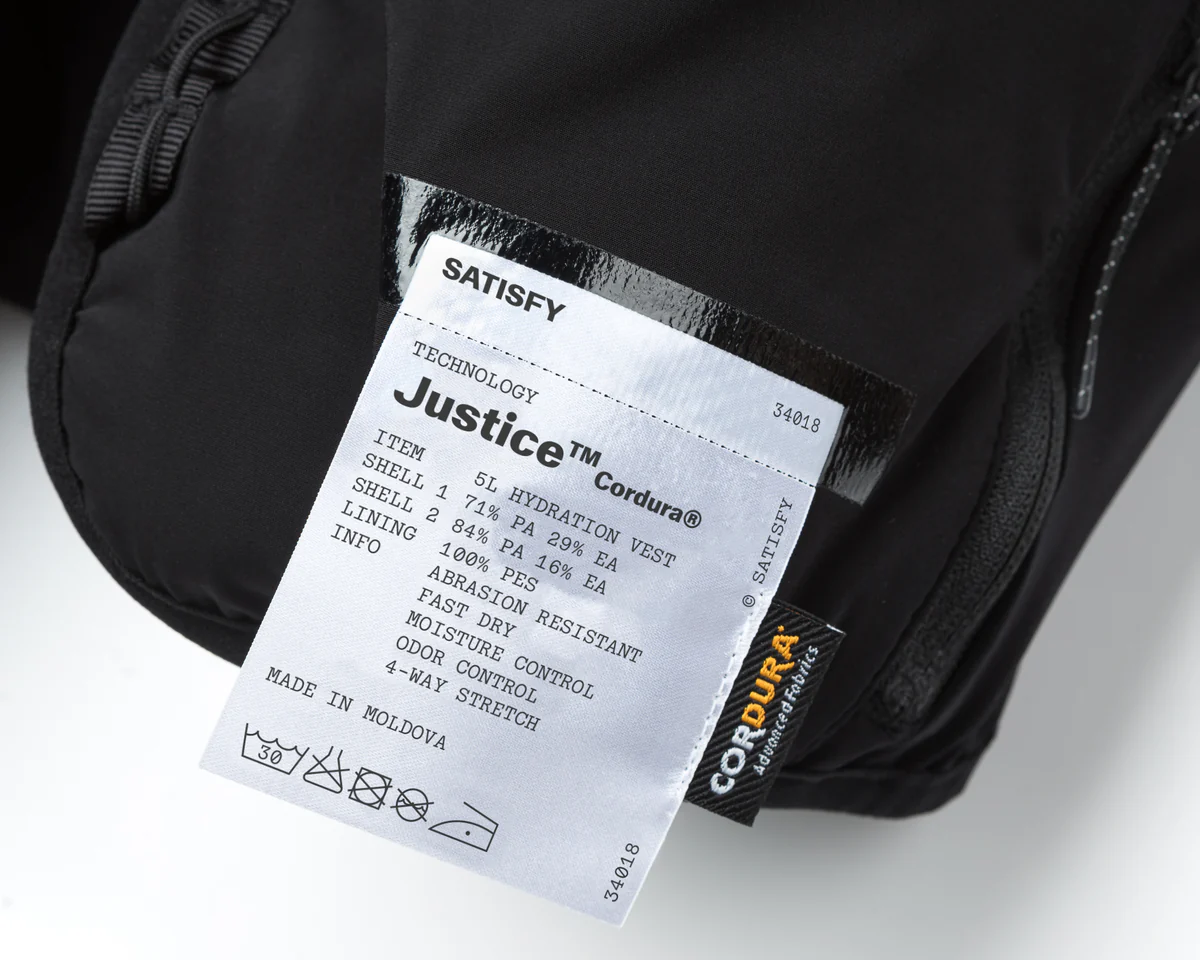 SATISFY
34018
TECHNOLOGY
Justice™ Cordura®
ITEM 5L HYDRATION VEST
SHELL 1 71% PA 29% EA
SHELL 2 84% PA 16% EA
LINING 100% PES
INFO ABRASION RESISTANT
FAST DRY
MOISTURE CONTROL
ODOR CONTROL
4-WAY STRETCH
MADE IN MOLDOVA
30
© SATISFY
34018
CORDURA®
Advanced Fabrics